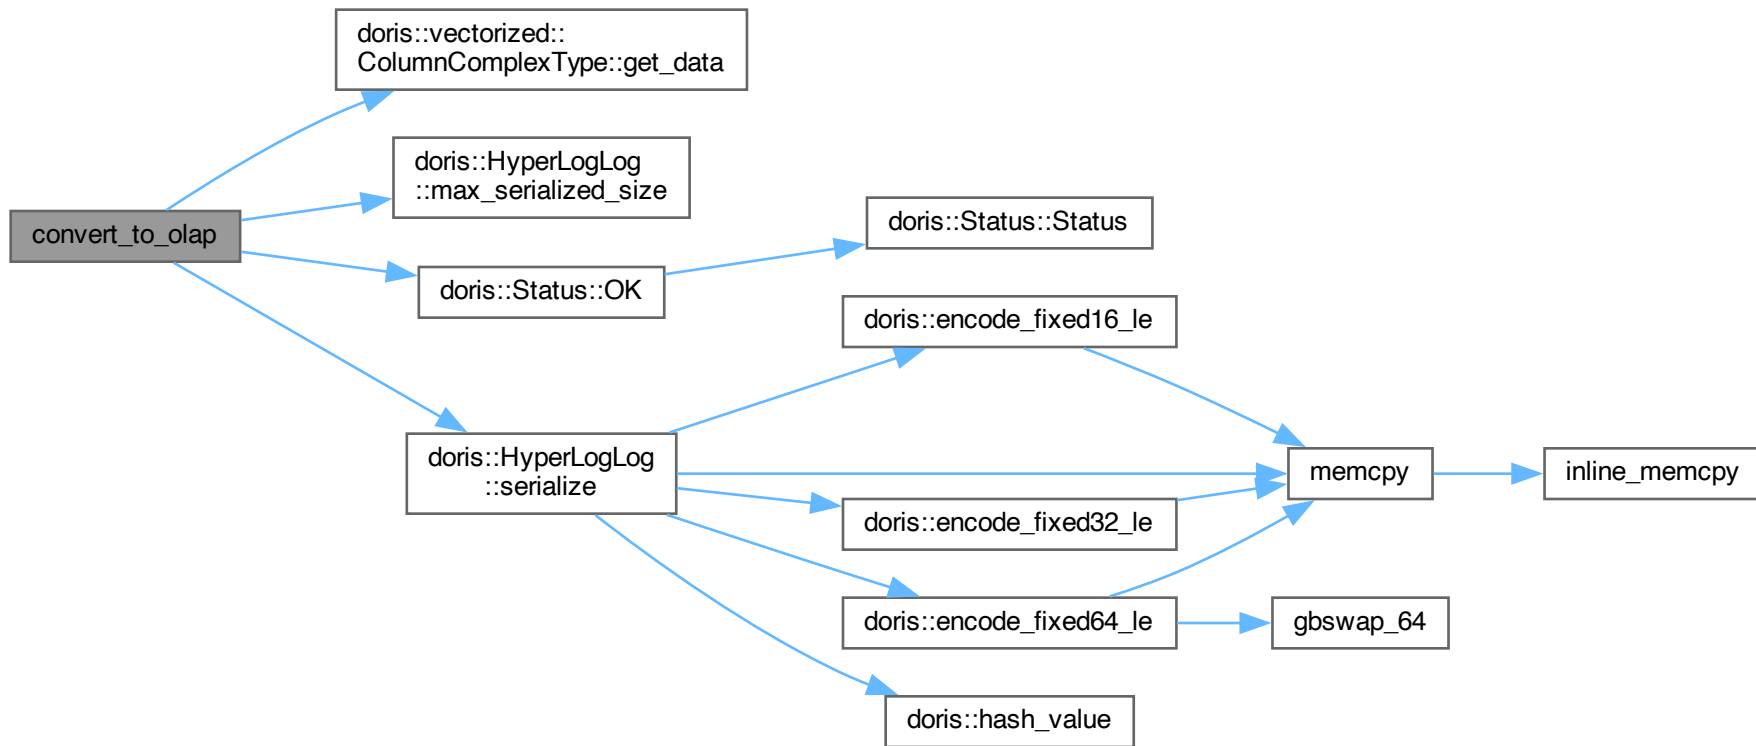 doris::vectorized::
ColumnComplexType::get_data
doris::HyperLogLog
::max_serialized_size
convert_to_olap
doris::Status::OK
doris::Status::Status
doris::HyperLogLog
::serialize
doris::encode_fixed16_le
doris::encode_fixed32_le
doris::encode_fixed64_le
doris::hash_value
memcpy
gbswap_64
inline_memcpy